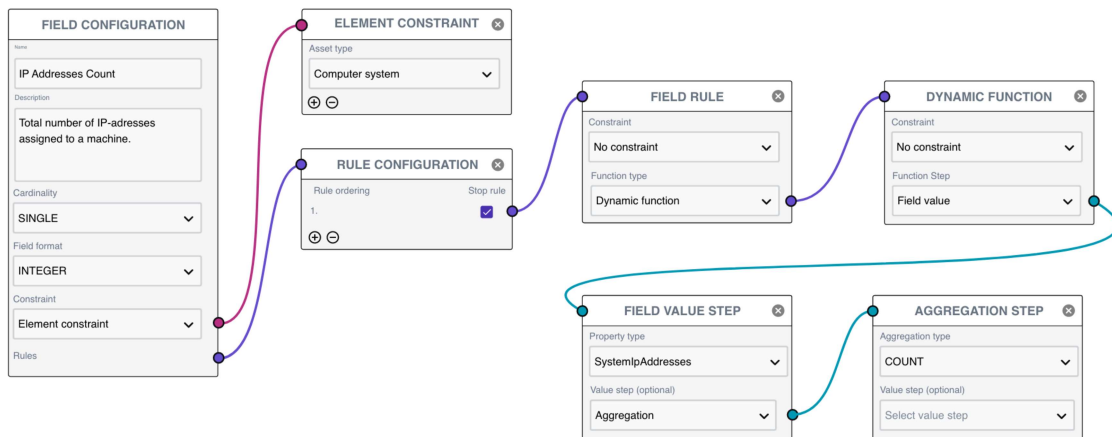 FIELD CONFIGURATION
Name
IP Addresses Count
Description
Total number of IP-adresses
assigned to a machine.
Cardinality
SINGLE
Field format
INTEGER
Constraint
Element constraint
Rules
ELEMENT CONSTRAINT
Asset type
Computer system
RULE CONFIGURATION
Rule ordering
Stop rule
1.
FIELD RULE
Constraint
No constraint
Function type
Dynamic function
DYNAMIC FUNCTION
Constraint
No constraint
Function Step
Field value
FIELD VALUE STEP
Property type
SystemIpAddresses
Value step (optional)
Aggregation
AGGREGATION STEP
Aggregation type
COUNT
Value step (optional)
Select value step